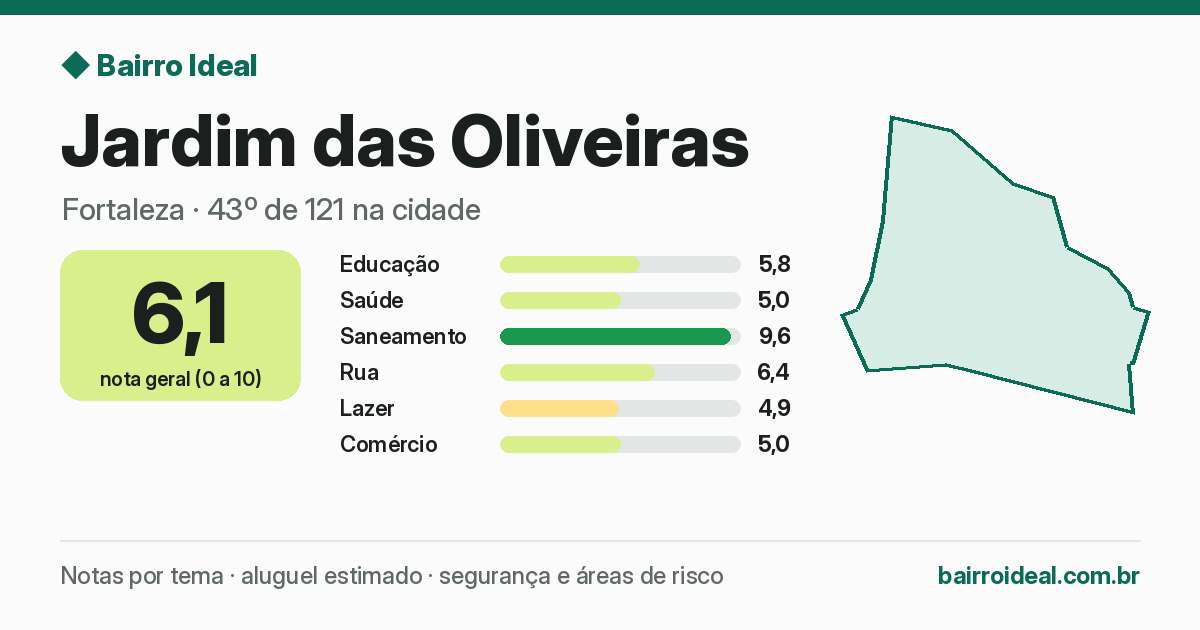 Bairro Ideal
Jardim das Oliveiras
Fortaleza · 43º de 121 na cidade
6,1
nota geral (0 a 10)
Educação 5,8
Saúde 5,0
Saneamento 9,6
Rua 6,4
Lazer 4,9
Comércio 5,0
Notas por tema · aluguel estimado · segurança e áreas de risco
bairroideal.com.br